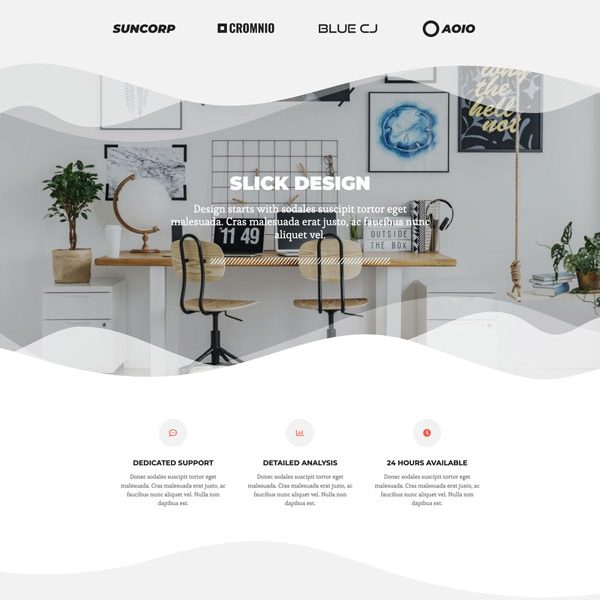 SUNCORP CROMNIO BLUE CJ AOIO
why
the
hell
not
SLICK DESIGN
Design starts with sodales suscipit tortor eget
malesuada. Cras malesuada erat justo, ac faucibus nunc
aliquet vel.
11 49
OUTSIDE
THE BOX
DEDICATED SUPPORT
Donec sodales suscipit tortor eget
malesuada. Cras malesuada erat justo, ac
faucibus nunc aliquet vel. Nulla non
dapibus est.
DETAILED ANALYSIS
Donec sodales suscipit tortor eget
malesuada. Cras malesuada erat justo, ac
faucibus nunc aliquet vel. Nulla non
dapibus est.
24 HOURS AVAILABLE
Donec sodales suscipit tortor eget
malesuada. Cras malesuada erat justo, ac
faucibus nunc aliquet vel. Nulla non
dapibus est.